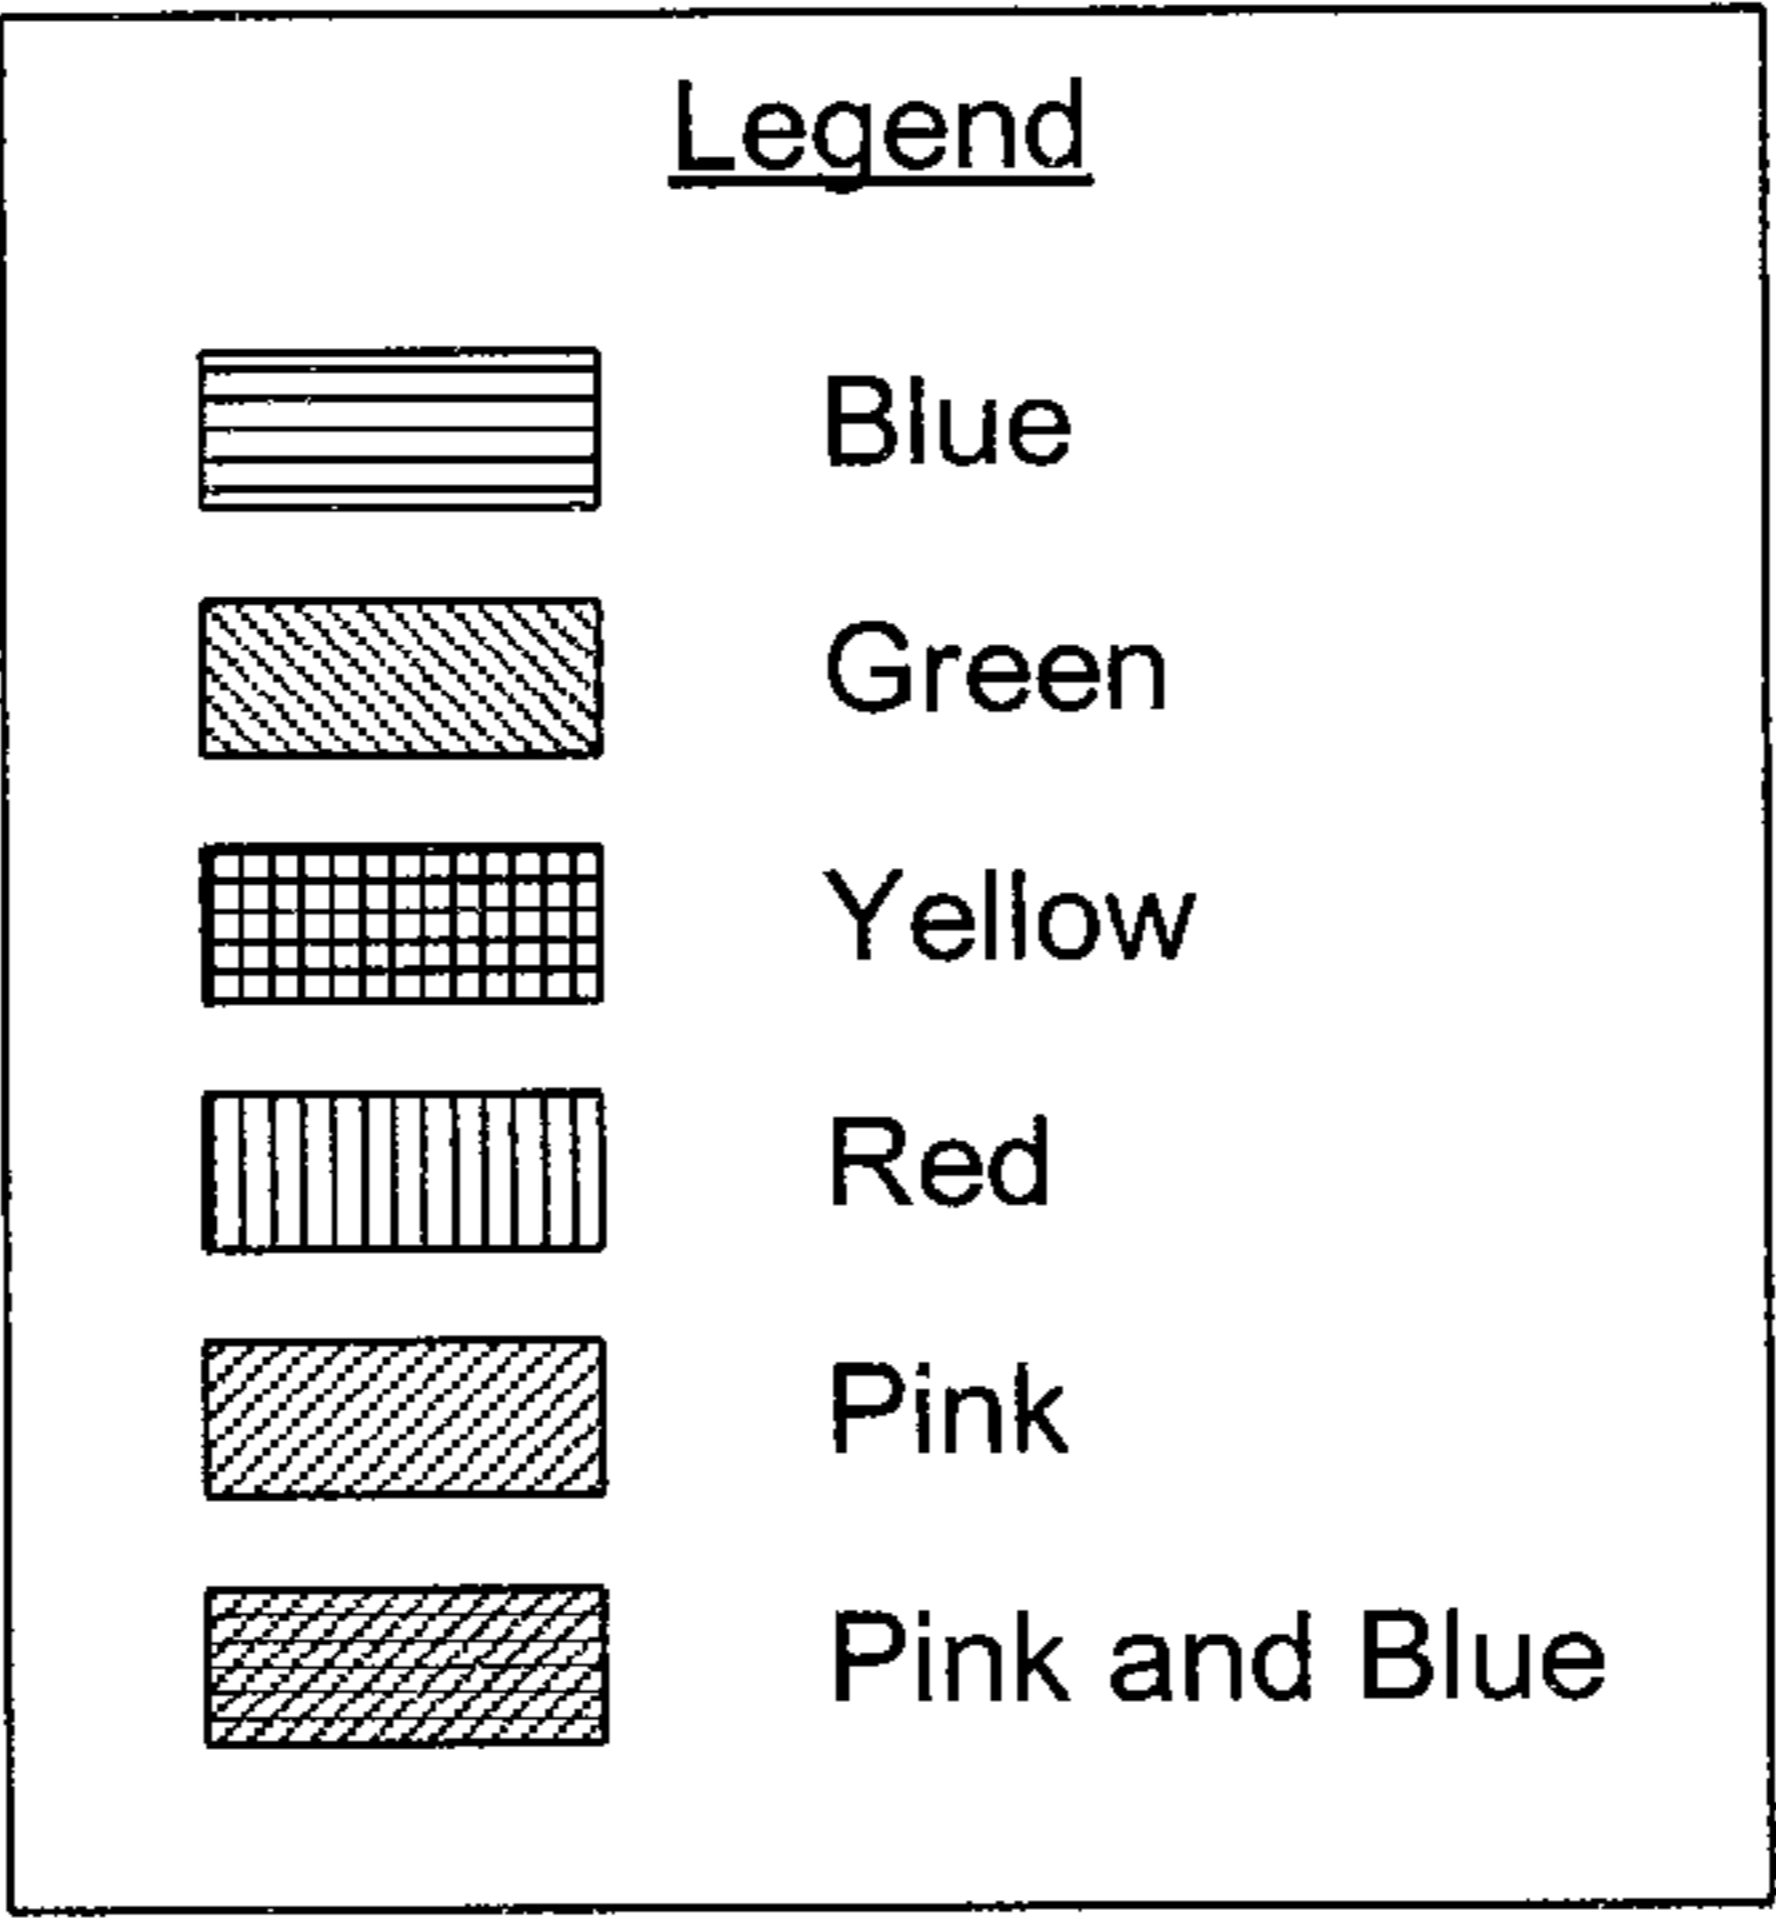 Legend
Blue
Green
Yellow
Red
Pink
Pink and Blue